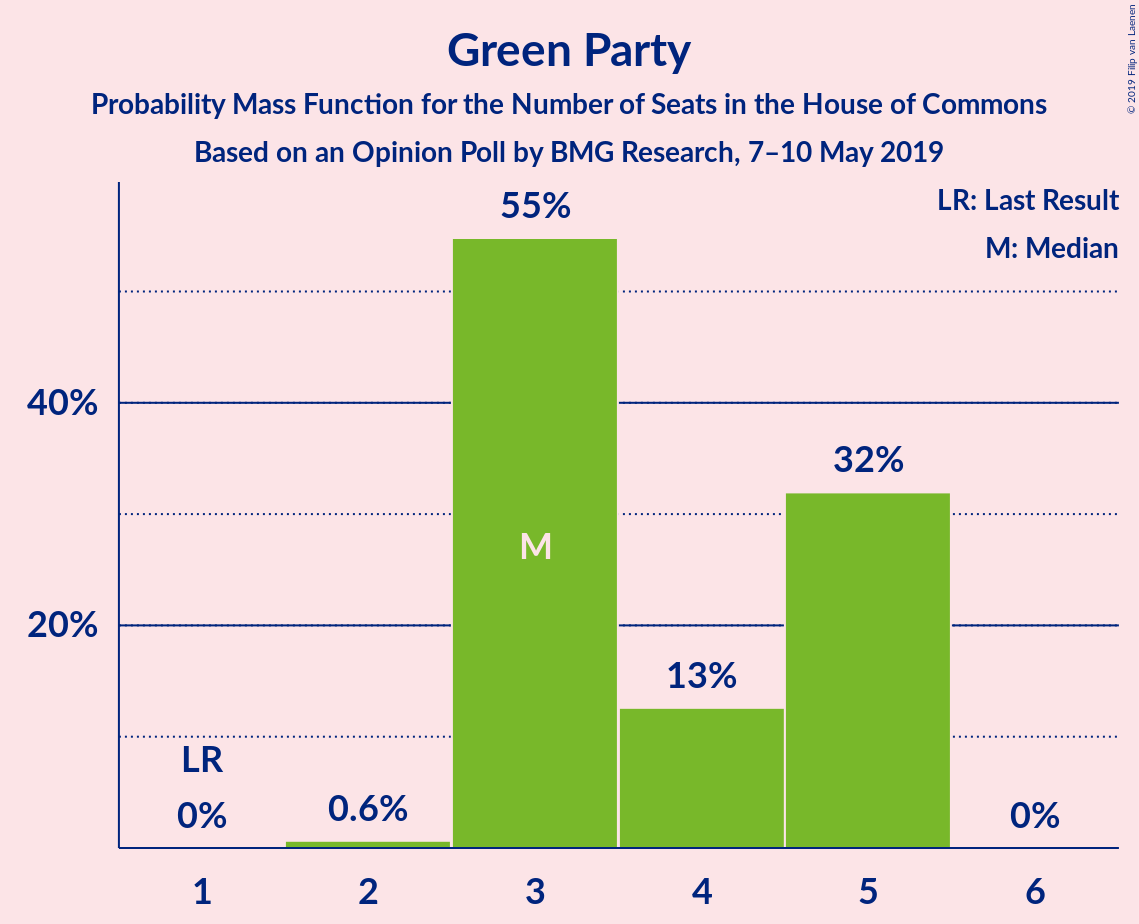 Green Party
Probability Mass Function for the Number of Seats in the House of Commons
Based on an Opinion Poll by BMG Research, 7–10 May 2019
© 2019 Filip van Laenen
LR: Last Result
M: Median
55%
40%
32%
M
20%
13%
LR
0%
0.6%
0%
1 2 3 4 5 6